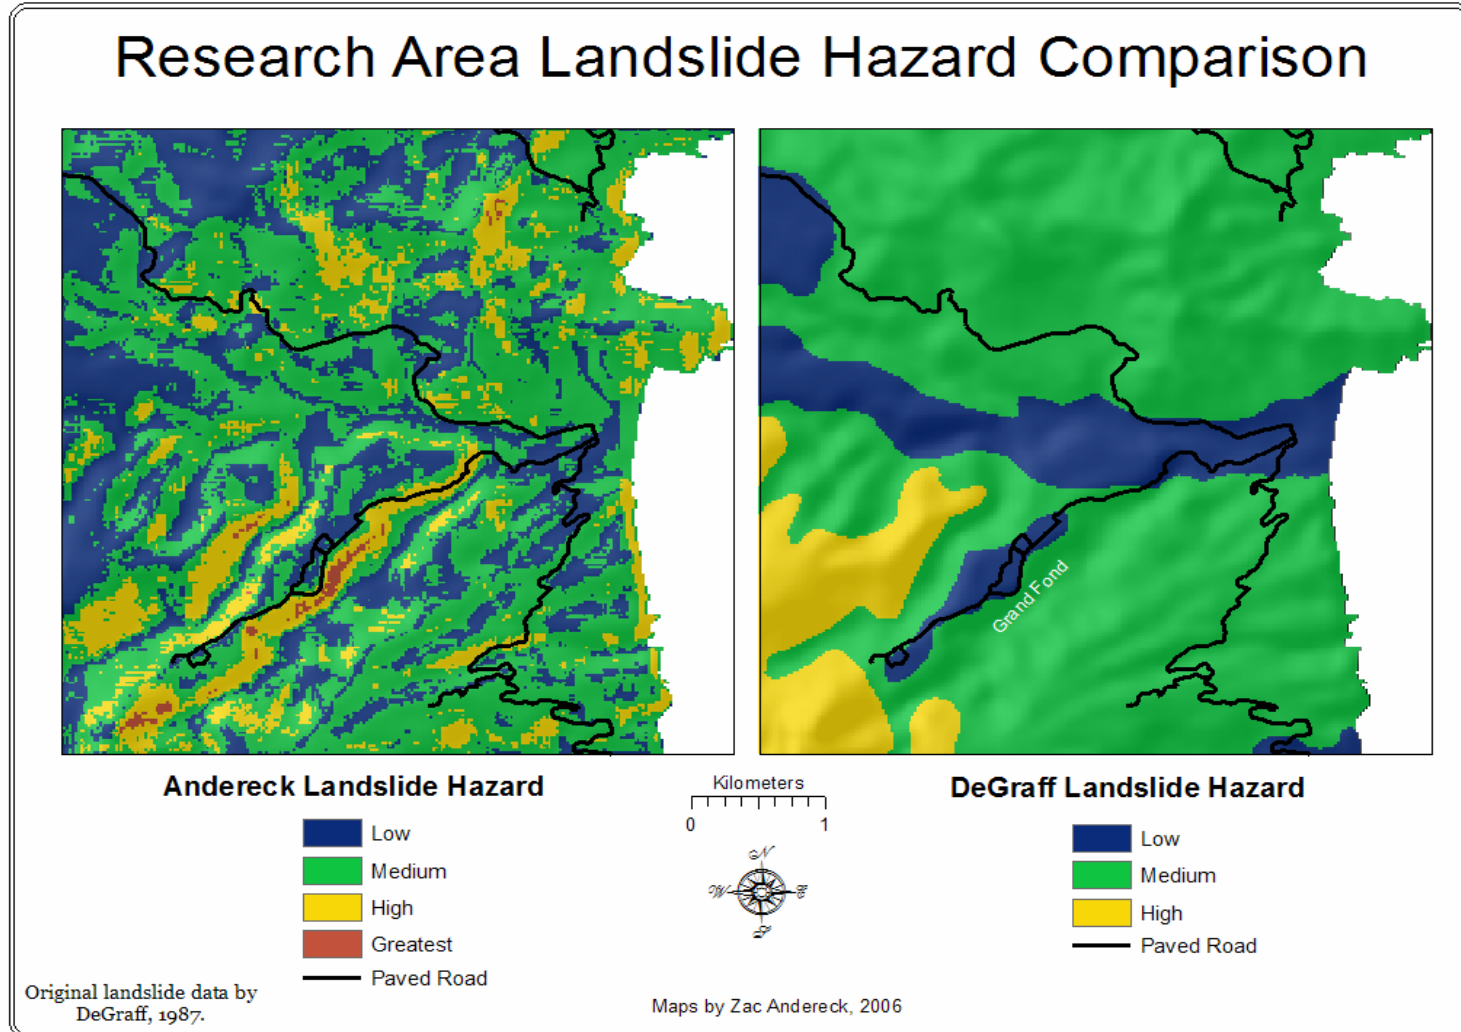 Research Area Landslide Hazard Comparison
Grand Fond
Andereck Landslide Hazard
Low
Medium
High
Greatest
Paved Road
Kilometers
0 1
N
W E
S
DeGraff Landslide Hazard
Low
Medium
High
Paved Road
Original landslide data by
DeGraff, 1987.
Maps by Zac Andereck, 2006